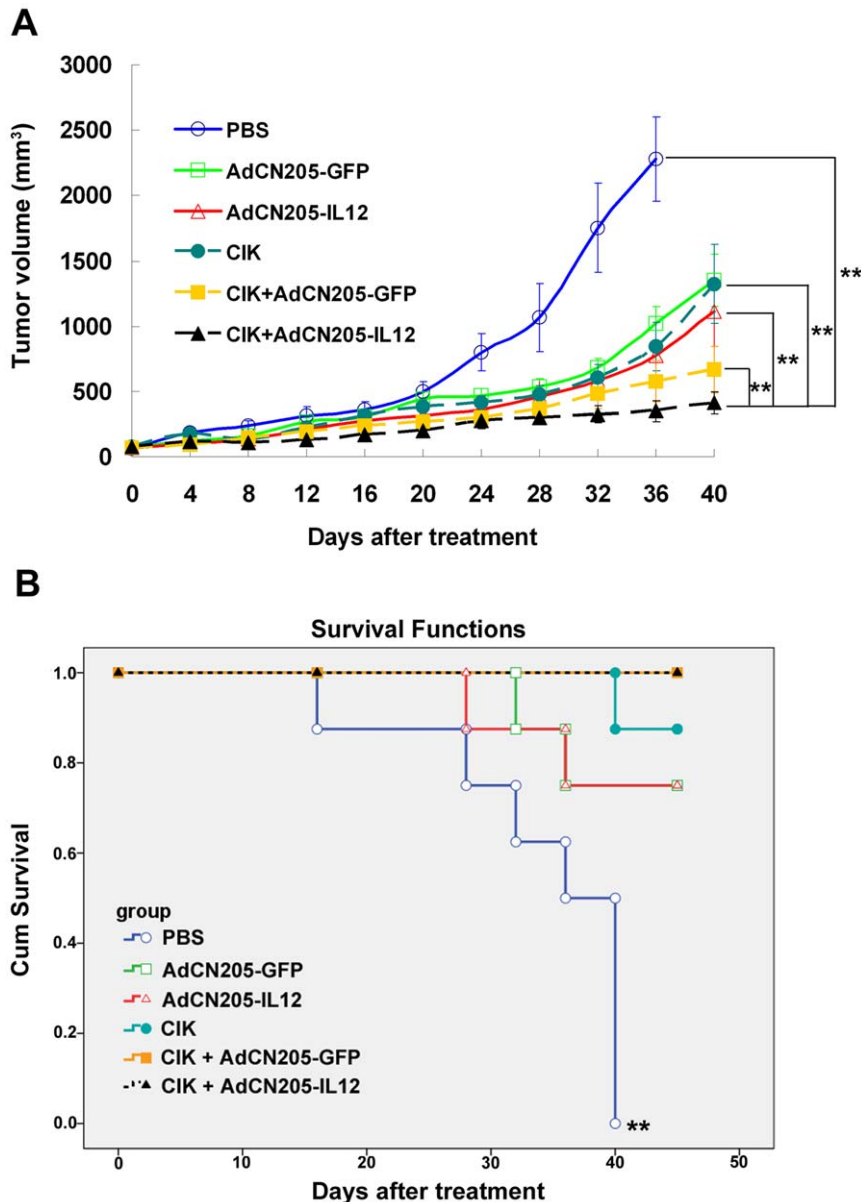 A
3000
2500
2000
1500
1000
500
0
Tumor volume (mm³)
PBS
AdCN205-GFP
AdCN205-IL12
CIK
CIK+AdCN205-GFP
CIK+AdCN205-IL12
**
**
**
**
0 4 8 12 16 20 24 28 32 36 40
Days after treatment
B
Survival Functions
1.0
0.8
0.6
0.4
0.2
0.0
Cum Survival
group
PBS
AdCN205-GFP
AdCN205-IL12
CIK
CIK + AdCN205-GFP
CIK + AdCN205-IL12
**
0 10 20 30 40 50
Days after treatment